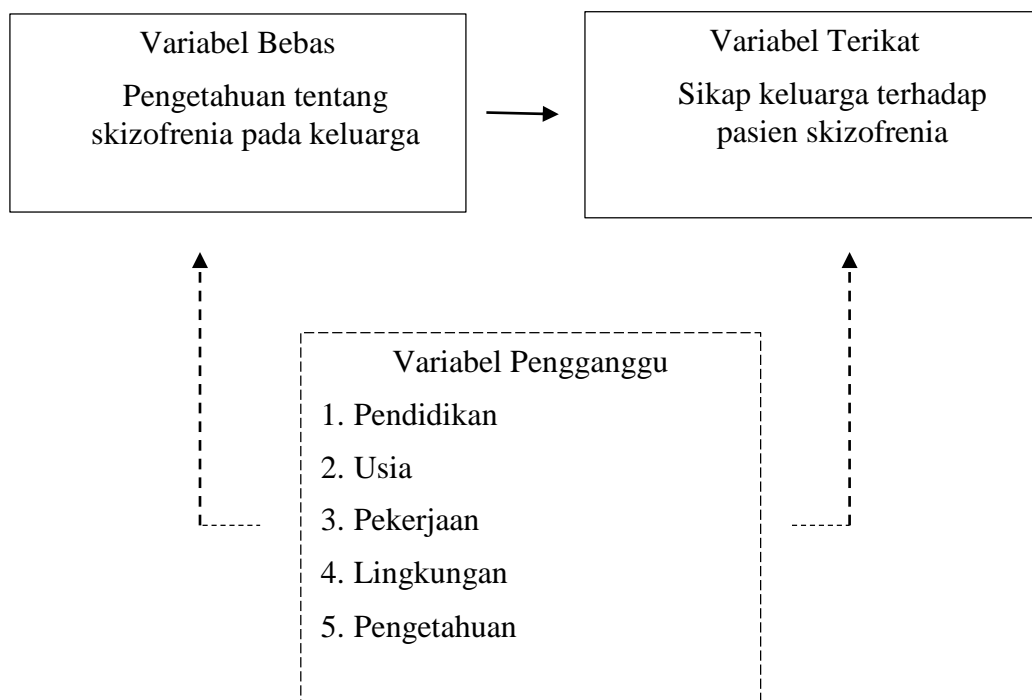 Variabel Bebas
Pengetahuan tentang
skizofrenia pada keluarga
Variabel Terikat
Sikap keluarga terhadap
pasien skizofrenia
Variabel Pengganggu
1. Pendidikan
2. Usia
3. Pekerjaan
4. Lingkungan
5. Pengetahuan